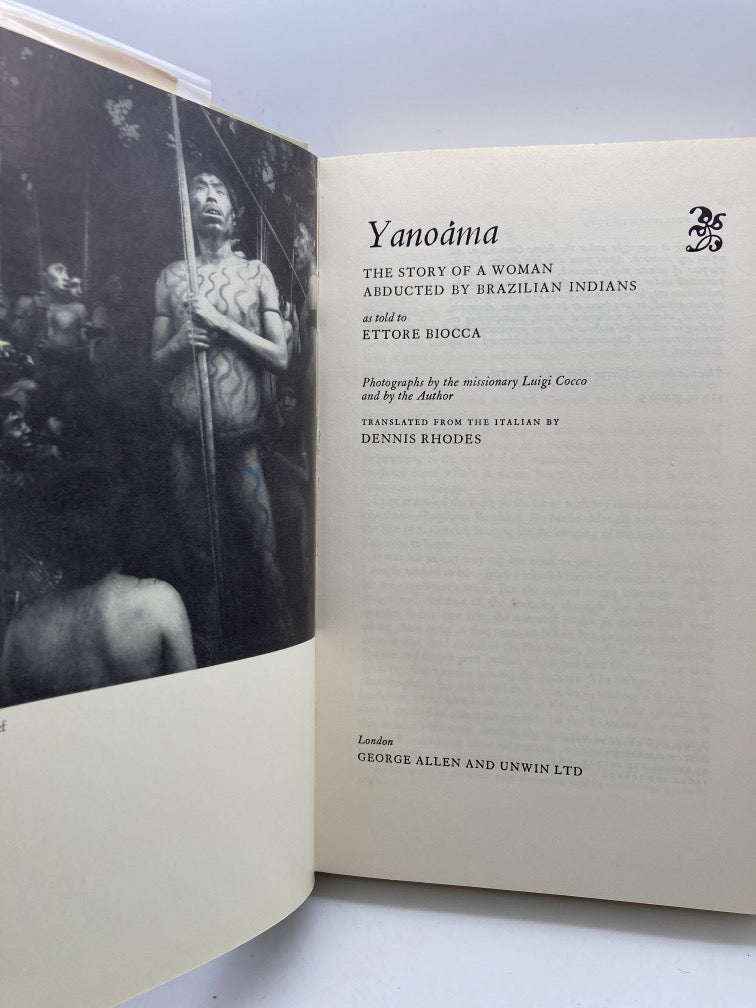 Yanoáma
THE STORY OF A WOMAN
ABDUCTED BY BRAZILIAN INDIANS
as told to
ETTORE BIOCCA
Photographs by the missionary Luigi Cocco
and by the Author
TRANSLATED FROM THE ITALIAN BY
DENNIS RHODES
London
GEORGE ALLEN AND UNWIN LTD